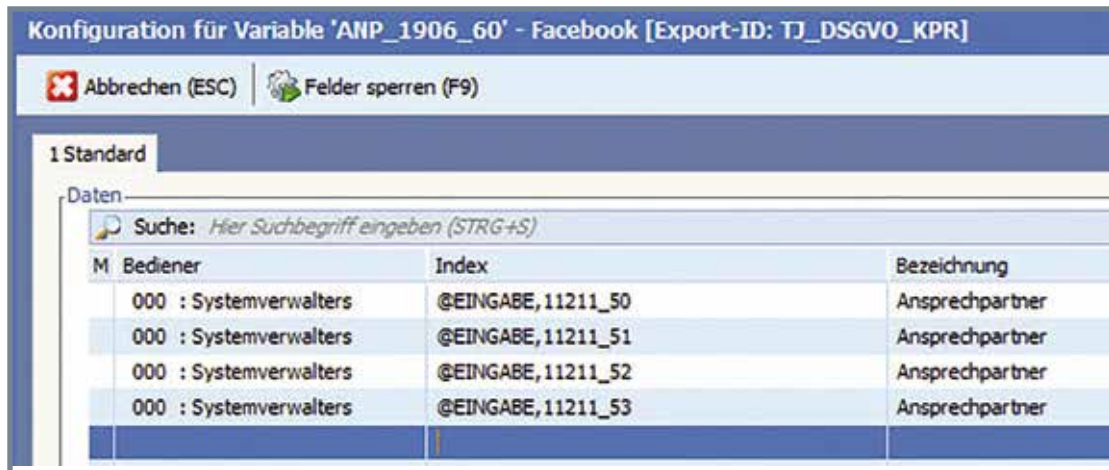 Konfiguration für Variable 'ANP_1906_60' - Facebook [Export-ID: TJ_DSGVO_KPR]
Abbrechen (ESC) Felder sperren (F9)
1 Standard
Daten
Suche: Hier Suchbegriff eingeben (STRG+S)
M Bediener Index Bezeichnung
000 : Systemverwalters @EINGABE,11211_50 Ansprechpartner
000 : Systemverwalters @EINGABE,11211_51 Ansprechpartner
000 : Systemverwalters @EINGABE,11211_52 Ansprechpartner
000 : Systemverwalters @EINGABE,11211_53 Ansprechpartner